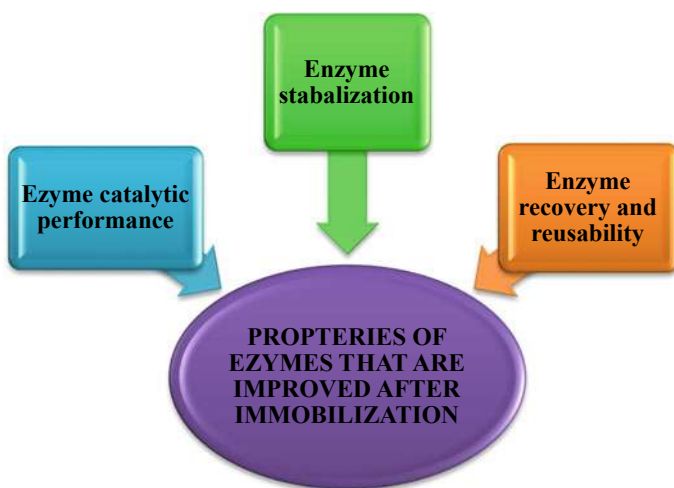 Enzyme
stabalization
Ezyme catalytic
performance
Enzyme
recovery and
reusability
PROPTERIES OF
EZYMES THAT ARE
IMPROVED AFTER
IMMOBILIZATION